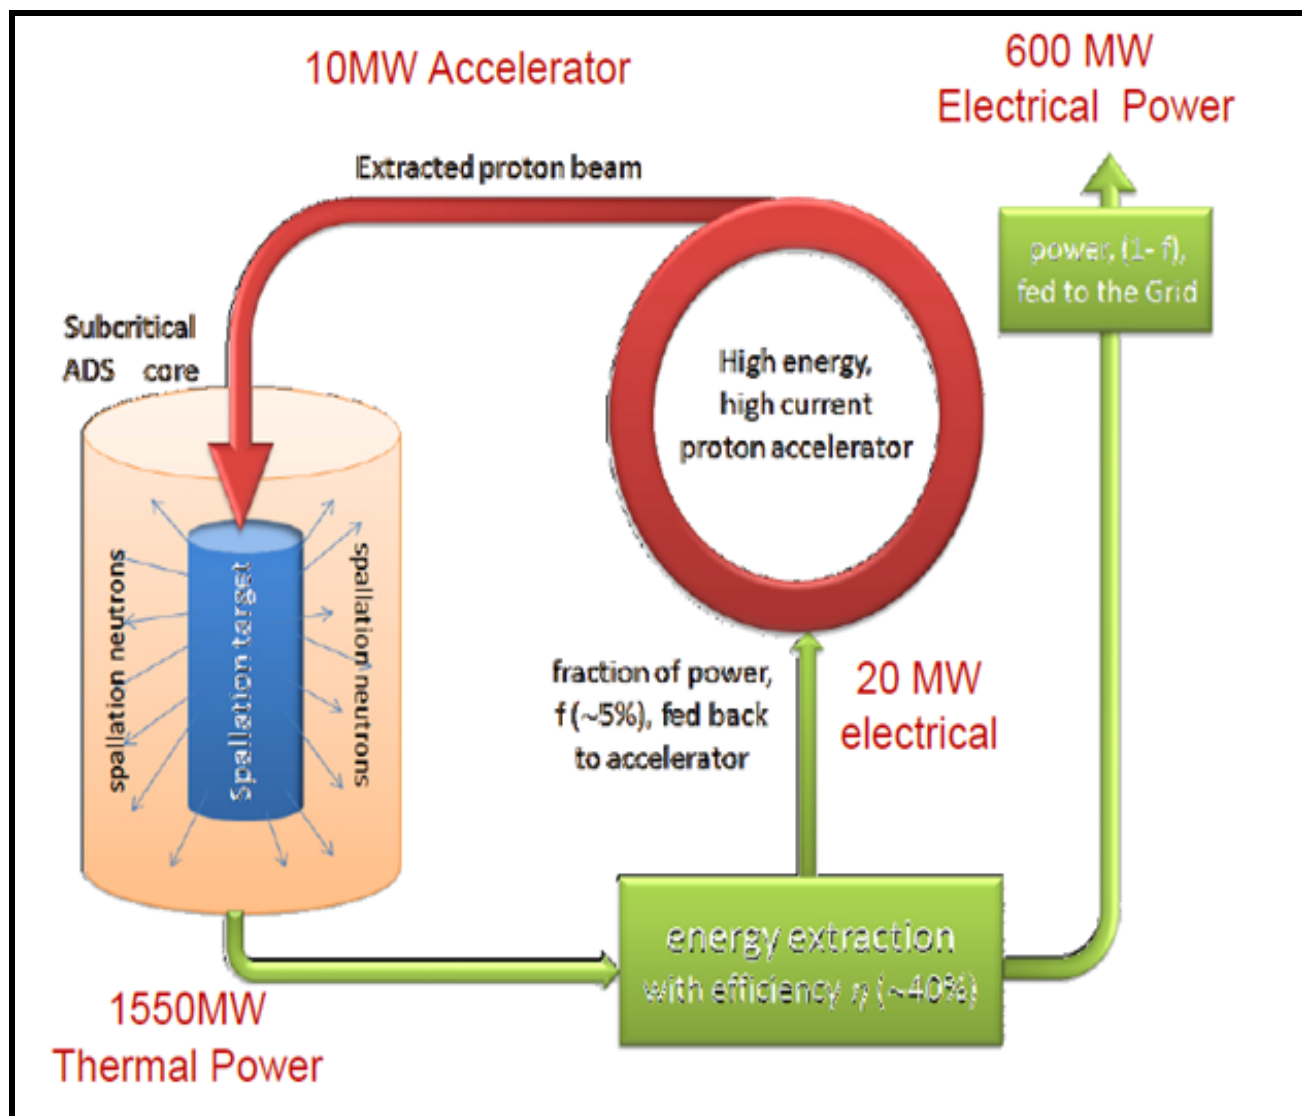 10MW Accelerator
600 MW
Electrical Power
Extracted proton beam
power, (1- f),
fed to the Grid
Subcritical
ADS core
High energy,
high current
proton accelerator
spallation neutrons
Spallation target
spallation neutrons
fraction of power,
f (~5%), fed back
to accelerator
20 MW
electrical
energy extraction
with efficiency η (~40%)
1550MW
Thermal Power